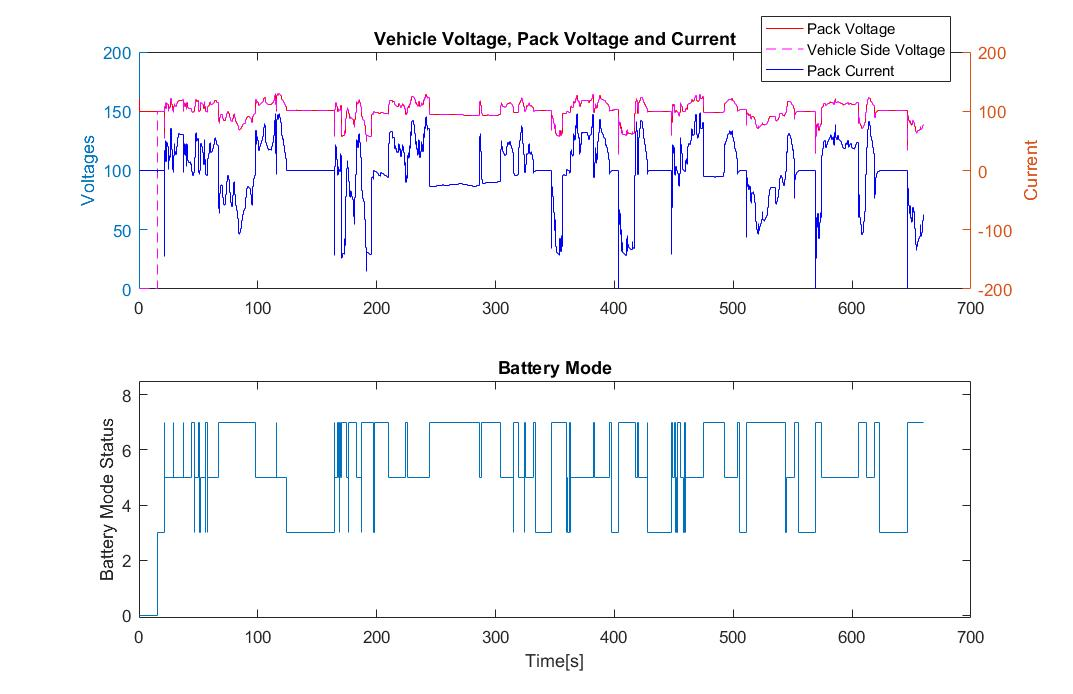 Vehicle Voltage, Pack Voltage and Current
Pack Voltage
Vehicle Side Voltage
Pack Current
200
150
100
50
0
Voltages
200
100
0
-100
-200
Current
0 100 200 300 400 500 600 700
Battery Mode
8
6
4
2
0
Battery Mode Status
0 100 200 300 400 500 600 700
Time[s]